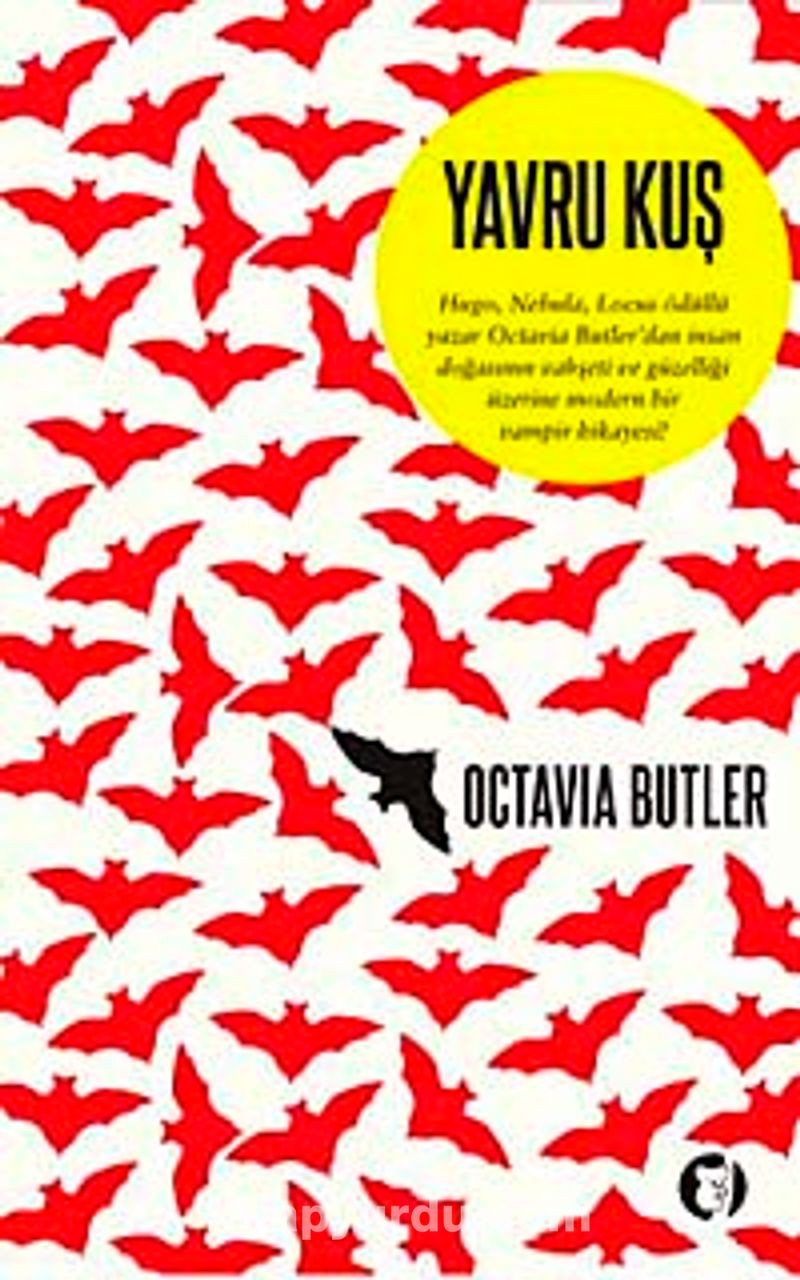 YAVRU KUŞ
Hugo, Nebula, Locus ödüllü
yazar Octavia Butler'dan insan
doğasının vahşeti ve güzelliği
üzerine modern bir
vampir hikayesi?
OCTAVIA BUTLER